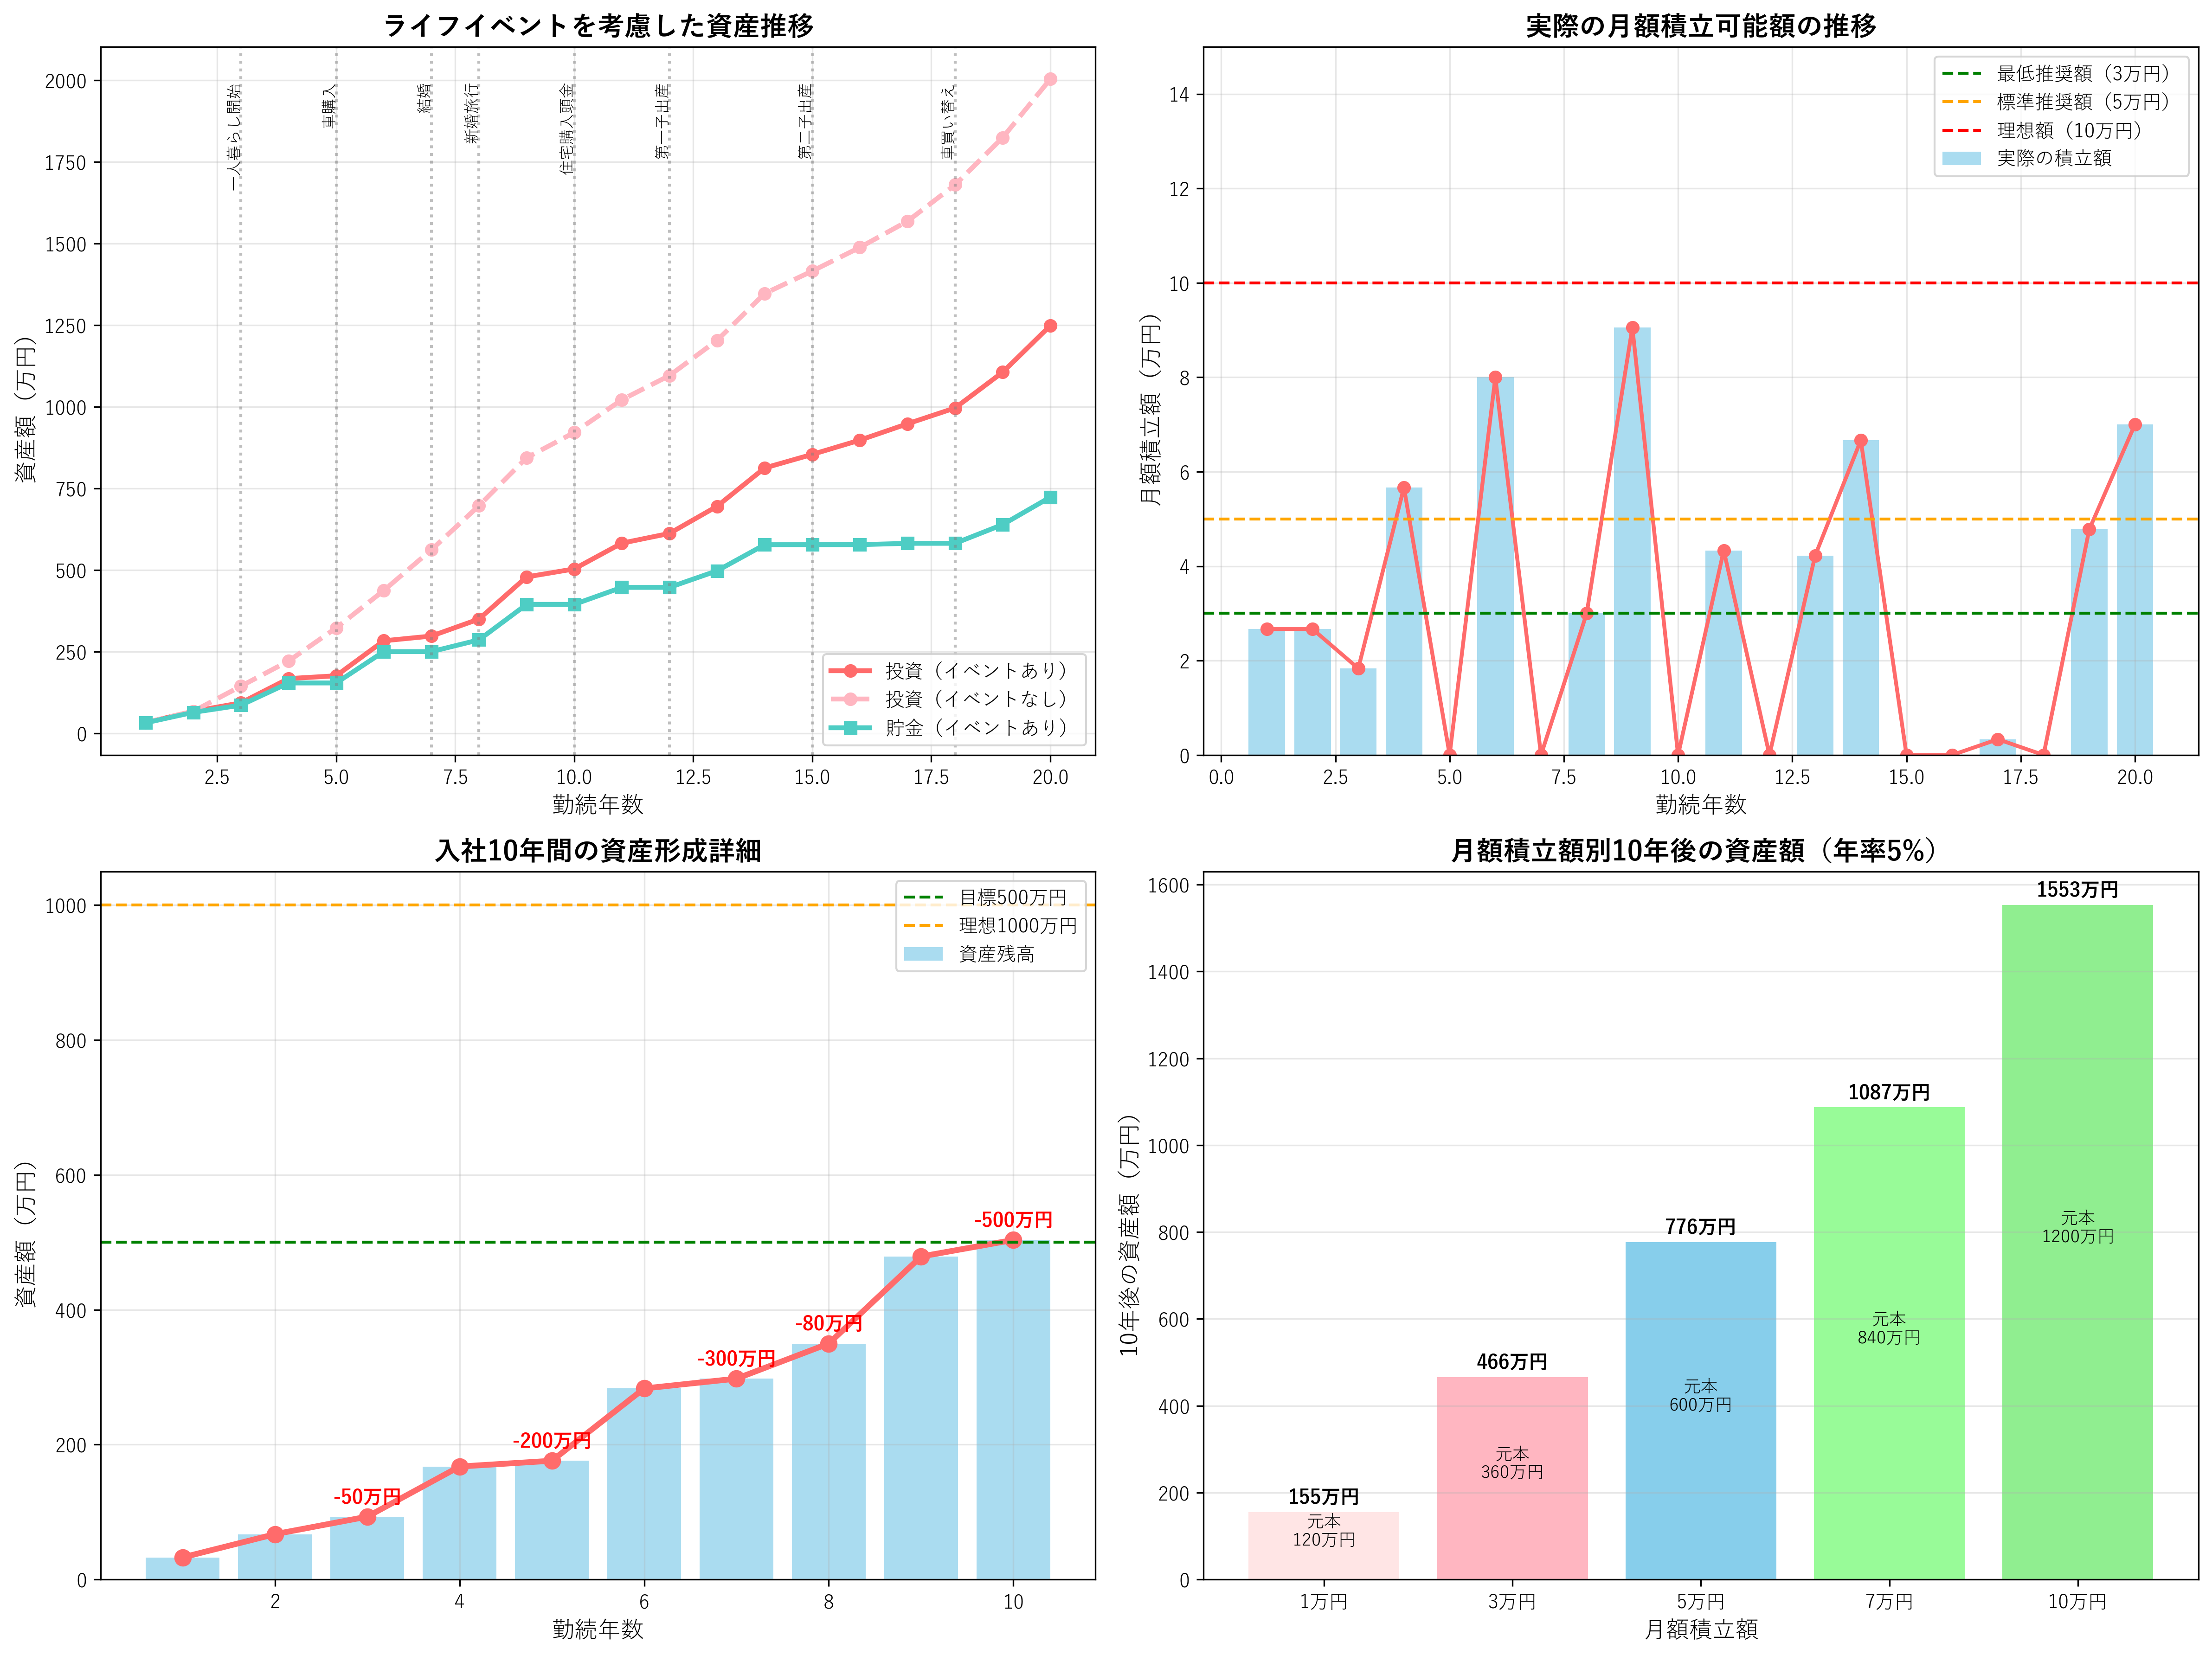 ライフイベントを考慮した資産推移
資産額（万円）
2000
1750
1500
1250
1000
750
500
250
0
一人暮らし開始
車購入
結婚
新婚旅行
住宅購入頭金
第一子出産
第二子出産
車買い替え
投資（イベントあり）
投資（イベントなし）
貯金（イベントあり）
2.5 5.0 7.5 10.0 12.5 15.0 17.5 20.0
勤続年数
実際の月額積立可能額の推移
月額積立額（万円）
14
12
10
8
6
4
2
0
最低推奨額（3万円）
標準推奨額（5万円）
理想額（10万円）
実際の積立額
0.0 2.5 5.0 7.5 10.0 12.5 15.0 17.5 20.0
勤続年数
入社10年間の資産形成詳細
資産額（万円）
1000
800
600
400
200
0
目標500万円
理想1000万円
資産残高
-50万円
-200万円
-300万円
-80万円
-500万円
2 4 6 8 10
勤続年数
月額積立額別10年後の資産額（年率5%）
10年後の資産額（万円）
1600
1400
1200
1000
800
600
400
200
0
155万円
元本
120万円
466万円
元本
360万円
776万円
元本
600万円
1087万円
元本
840万円
1553万円
元本
1200万円
1万円 3万円 5万円 7万円 10万円
月額積立額